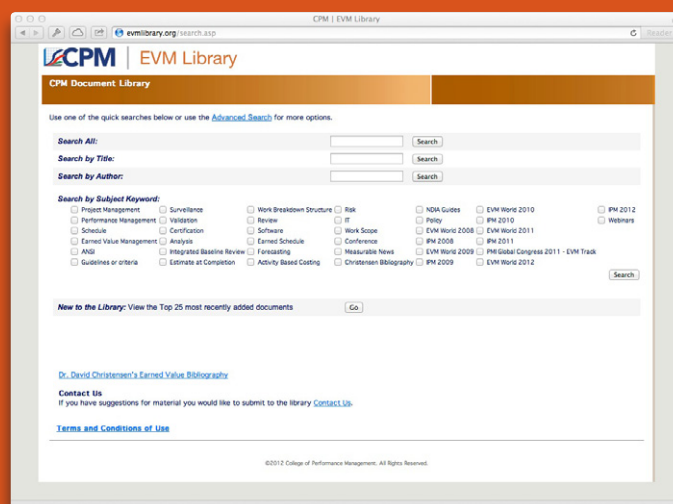 CPM | EVM Library
evmlibrary.org/search.asp
Reader
CPM | EVM Library
CPM Document Library
Use one of the quick searches below or use the Advanced Search for more options.
Search All: Search
Search by Title: Search
Search by Author: Search
Search by Subject Keyword:
Project Management Surveillance Work Breakdown Structure Risk NDIA Guides EVM World 2010 IPM 2012
Performance Management Validation Review IT Policy IPM 2010 Webinars
Schedule Certification Software Work Scope EVM World 2008 EVM World 2011
Earned Value Management Analysis Earned Schedule Conference IPM 2008 IPM 2011
ANSI Integrated Baseline Review Forecasting Measurable News EVM World 2009 PMI Global Congress 2011 - EVM Track
Guidelines or criteria Estimate at Completion Activity Based Costing Christensen Bibliography IPM 2009 EVM World 2012
Search
New to the Library: View the Top 25 most recently added documents Go
Dr. David Christensen's Earned Value Bibliography
Contact Us
If you have suggestions for material you would like to submit to the library Contact Us.
Terms and Conditions of Use
©2012 College of Performance Management. All Rights Reserved.